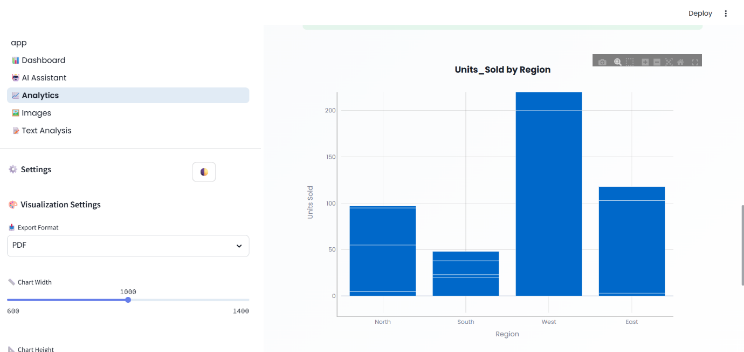 Deploy
app
Dashboard
AI Assistant
Analytics
Images
Text Analysis
Settings
Visualization Settings
Export Format
PDF
Chart Width
1000
600
1400
Chart Height
Units_Sold by Region
Units Sold
200
150
100
50
0
North
South
West
East
Region